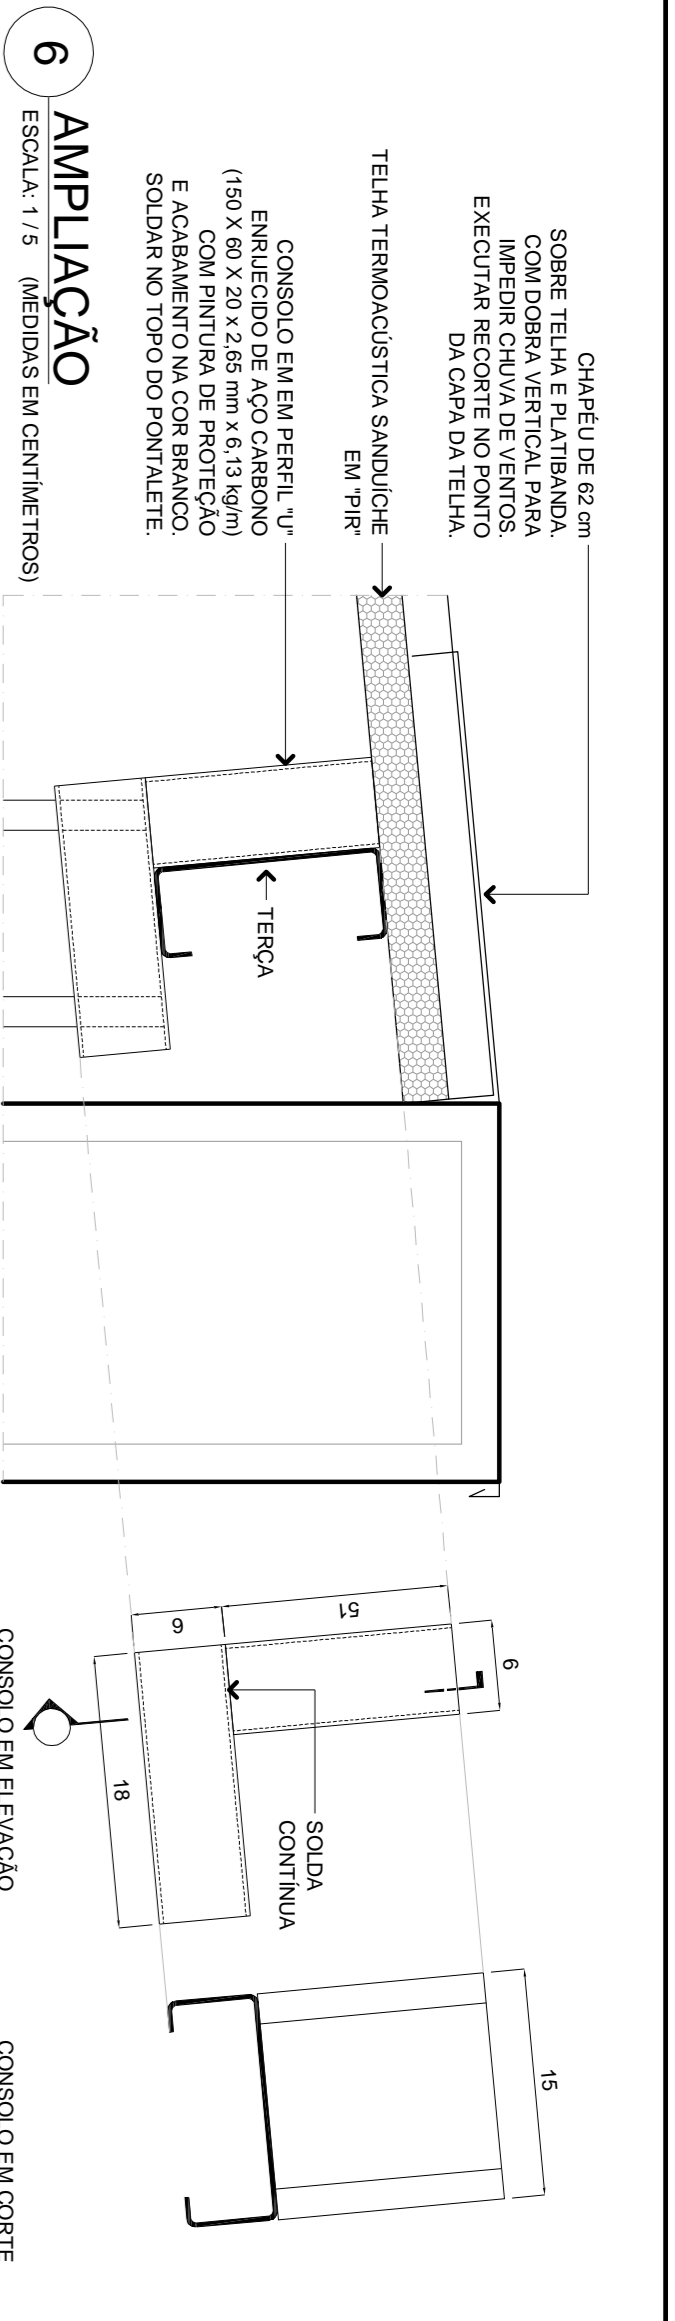 CHAPÉU DE 62 cm
SOBRE TELHA E PLATIBANDA.
COM DOBRA VERTICAL PARA
IMPEDIR CHUVA DE VENTOS.
EXECUTAR RECORTE NO PONTO
DA CAPA DA TELHA.
TELHA TERMOACÚSTICA SANDUÍCHE
EM "PIR"
CONSOLO EM EM PERFIL "U"
ENRIJECIDO DE AÇO CARBONO
(150 X 60 X 20 x 2,65 mm x 6,13 kg/m)
COM PINTURA DE PROTEÇÃO
E ACABAMENTO NA COR BRANCO.
SOLDAR NO TOPO DO PONTALETE.
TERÇA
6
15
51
6
SOLDA
CONTÍNUA
18
CONSOLO EM ELEVAÇÃO
15
CONSOLO EM CORTE
6
AMPLIAÇÃO
ESCALA: 1 / 5 (MEDIDAS EM CENTÍMETROS)